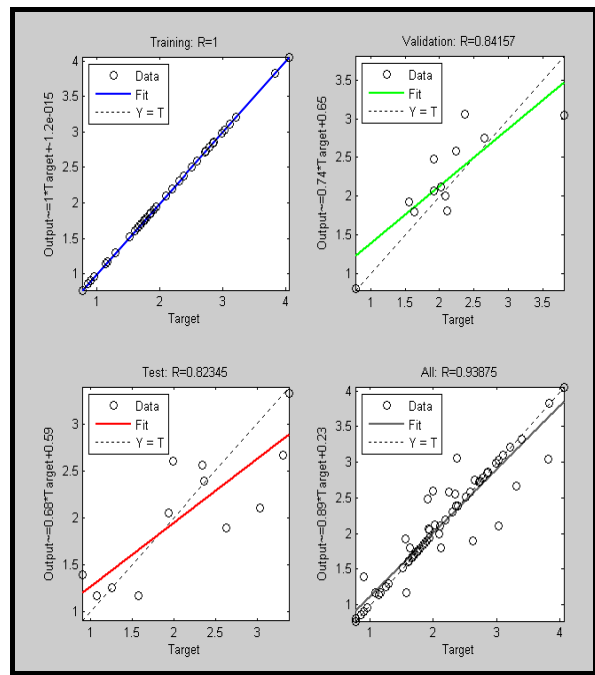 Training: R=1
Output~=1*Target+-1.2e-015
4
3.5
3
2.5
2
1.5
1
Data
Fit
Y = T
1
2
3
4
Target
Validation: R=0.84157
Output~=0.74*Target+0.65
3.5
3
2.5
2
1.5
1
Data
Fit
Y = T
1
1.5
2
2.5
3
3.5
Target
Test: R=0.82345
Output~=0.68*Target+0.59
3
2.5
2
1.5
1
Data
Fit
Y = T
1
1.5
2
2.5
3
Target
All: R=0.93875
Output~=0.89*Target+0.23
4
3.5
3
2.5
2
1.5
1
Data
Fit
Y = T
1
2
3
4
Target